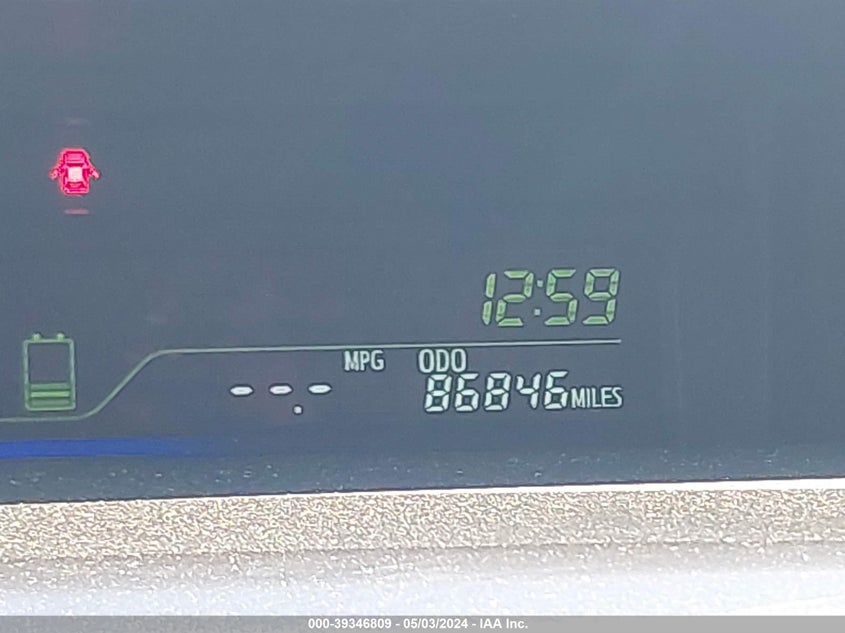 12:59
MPG ODO
--.- 86846 MILES
000-39346809 - 05/03/2024 - IAA Inc.